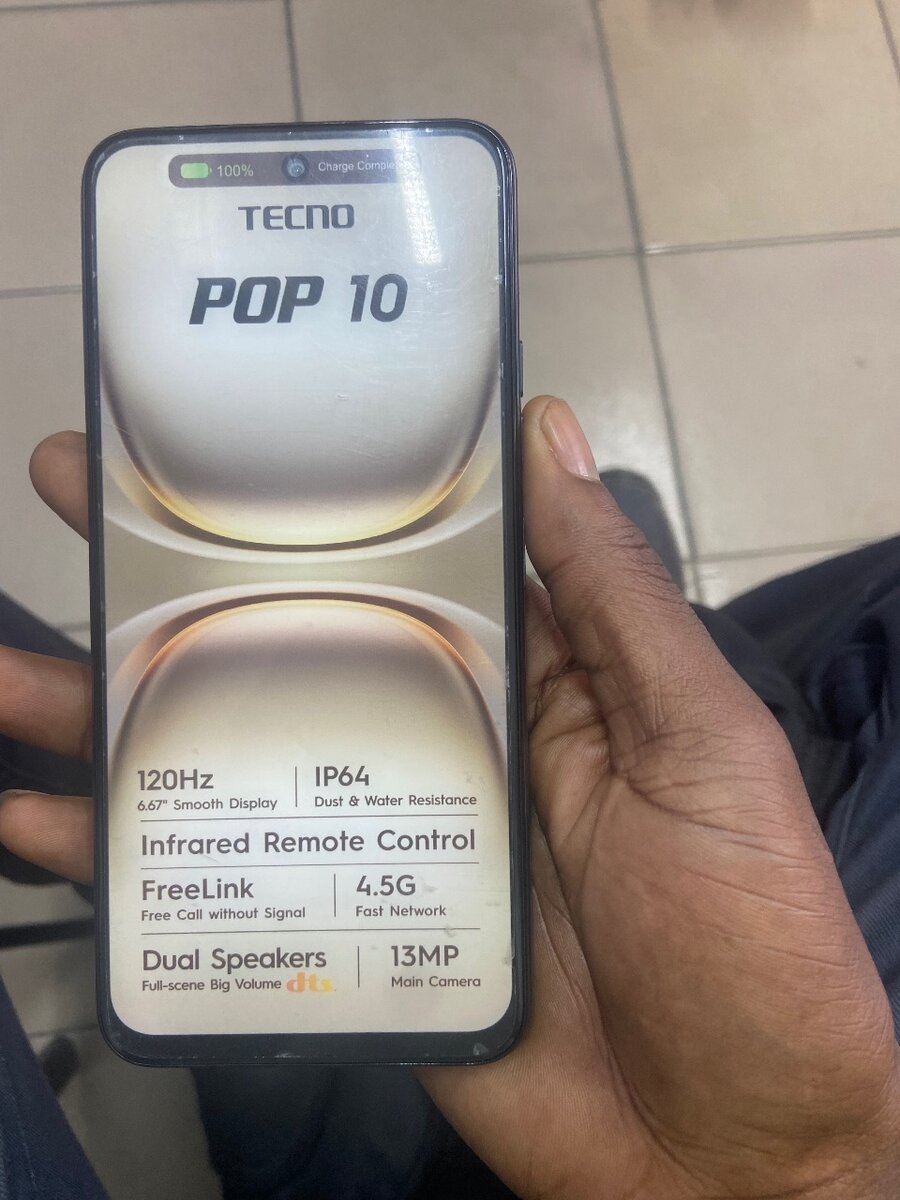 100% Charge Comple
TECNO
POP 10
120Hz IP64
6.67" Smooth Display Dust & Water Resistance
Infrared Remote Control
FreeLink 4.5G
Free Call without Signal Fast Network
Dual Speakers 13MP
Full-scene Big Volume dts Main Camera